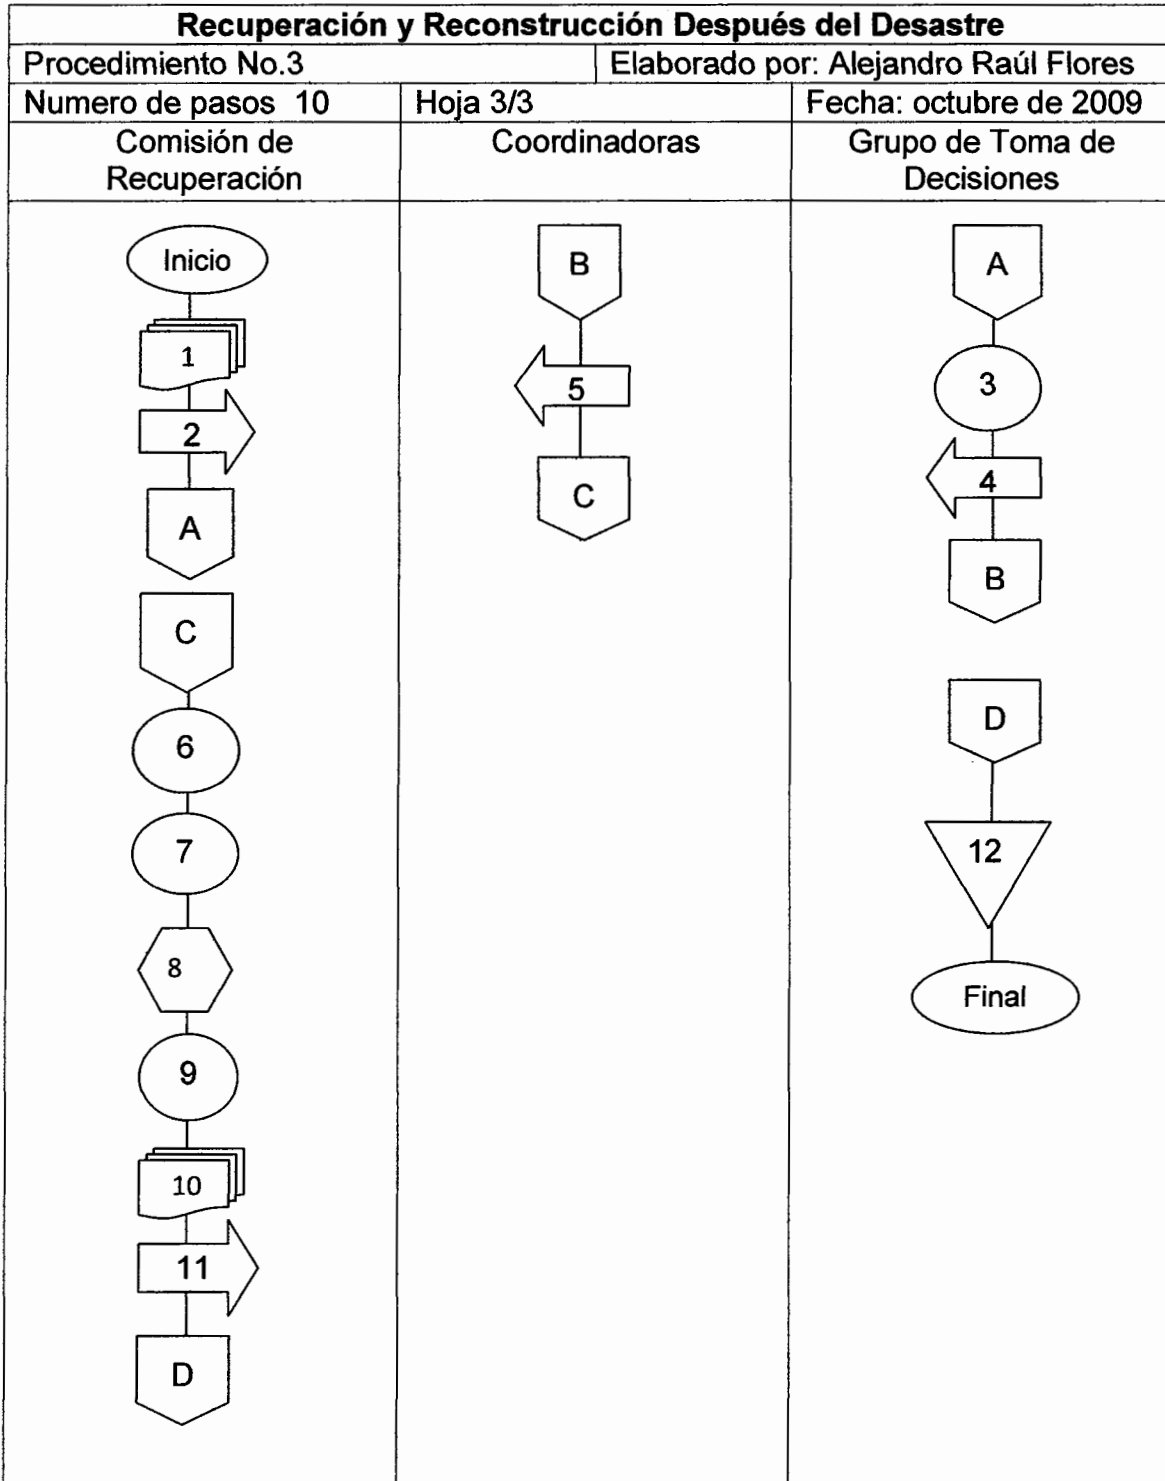 Recuperación y Reconstrucción Después del Desastre
Procedimiento No.3
Elaborado por: Alejandro Raúl Flores
Numero de pasos 10
Hoja 3/3
Fecha: octubre de 2009
Comisión de
Recuperación
Coordinadoras
Grupo de Toma de
Decisiones
Inicio
1
2
A
C
6
7
8
9
10
11
D
B
5
C
A
3
4
B
D
12
Final